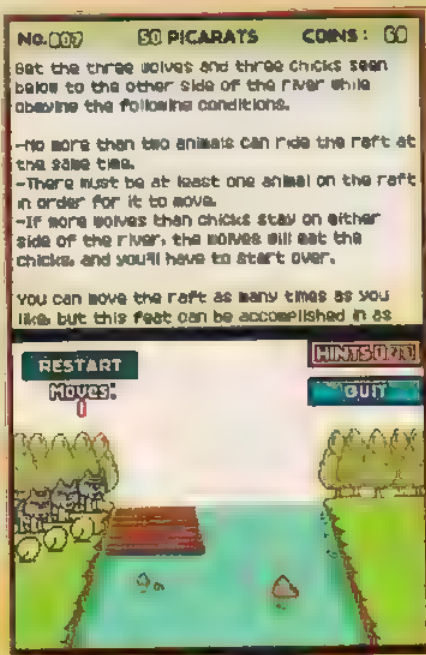 No.007 50 PICARATS COINS: 60
Get the three wolves and three chicks seen
below to the other side of the river while
obeying the following conditions.
-No more than two animals can ride the raft at
the same time.
-There must be at least one animal on the raft
in order for it to move.
-If more wolves than chicks stay on either
side of the river, the wolves will eat the
chicks, and you'll have to start over.
You can move the raft as many times as you
like, but this feat can be accomplished in as
RESTART
Moves:
HINTS
QUIT